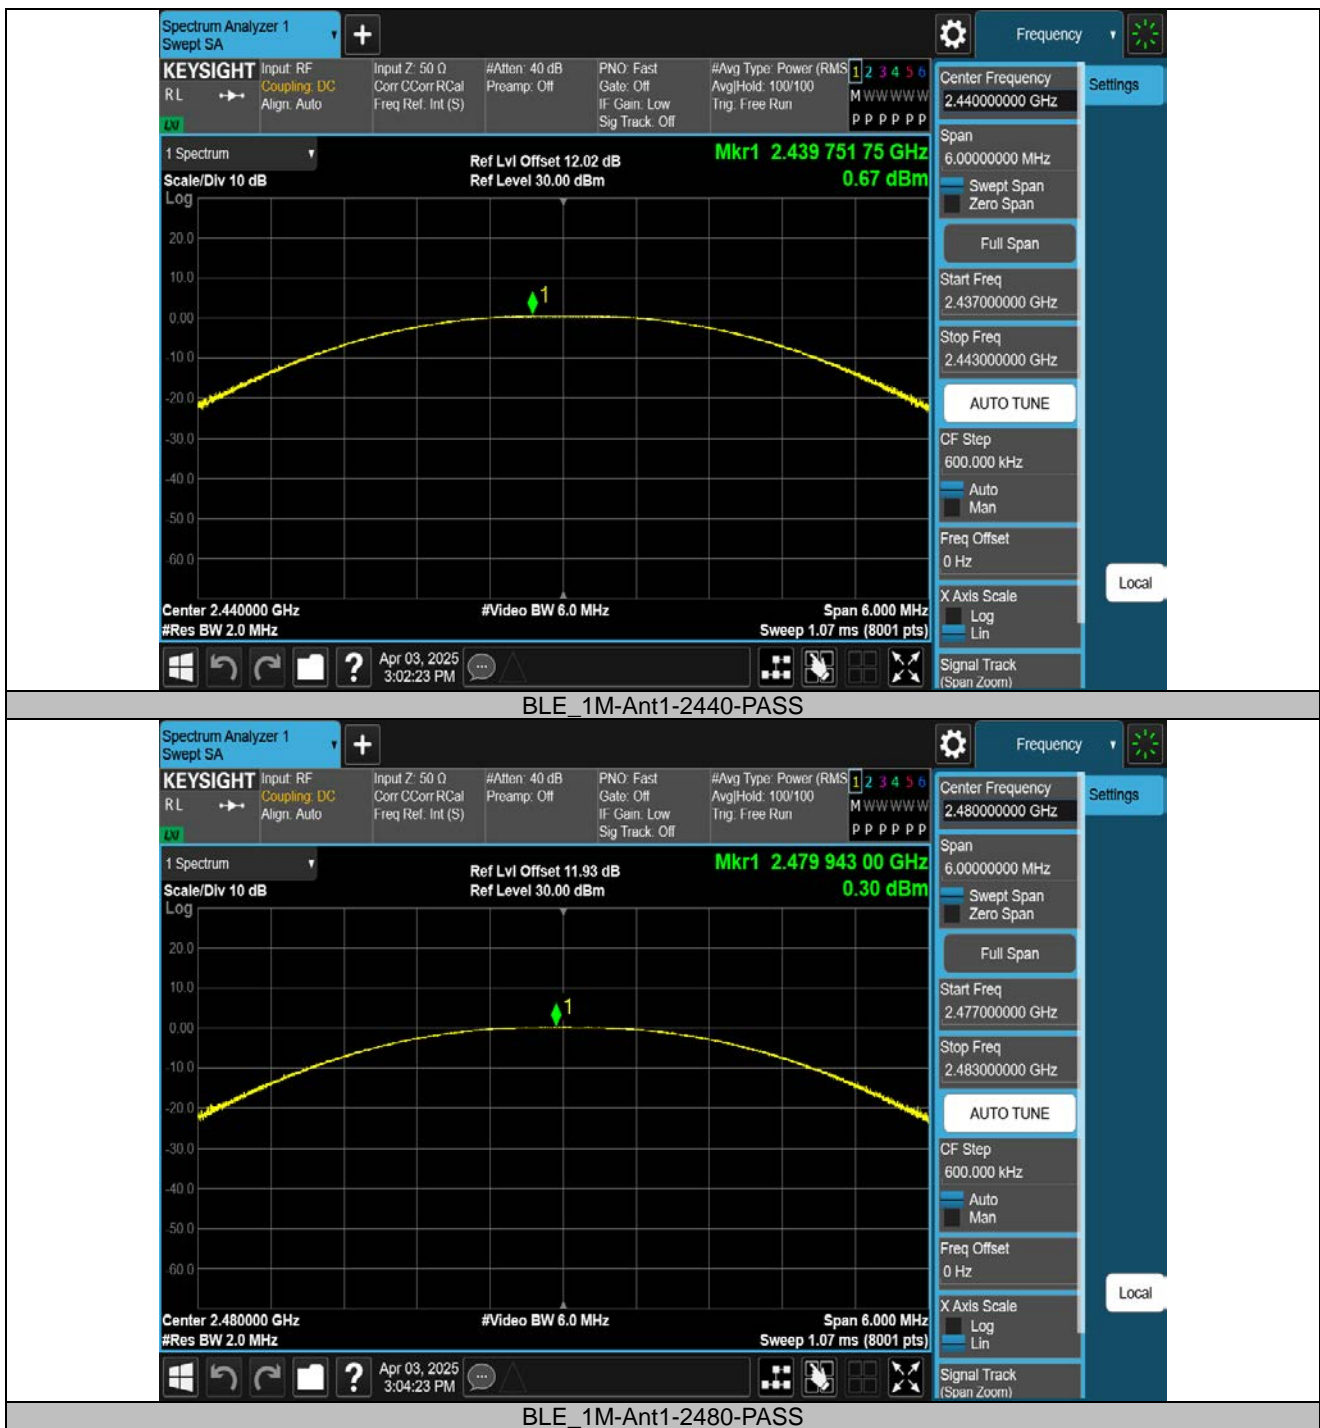 Spectrum Analyzer 1
Swept SA
Frequency
KEYSIGHT
RL
LXI
Input: RF
Coupling: DC
Align: Auto
Input Z: 50 Ω
Corr CCorr RCal
Freq Ref: Int (S)
#Atten: 40 dB
Preamp: Off
PNO: Fast
Gate: Off
IF Gain: Low
Sig Track: Off
#Avg Type: Power (RMS
Avg|Hold: 100/100
Trig: Free Run
1 2 3 4 5 6
M W W W W W
P P P P P P
1 Spectrum
Scale/Div 10 dB
Log
Ref Lvl Offset 12.02 dB
Ref Level 30.00 dBm
Mkr1 2.439 751 75 GHz
0.67 dBm
20.0
10.0
0.00
-10.0
-20.0
-30.0
-40.0
-50.0
-60.0
1
Center 2.440000 GHz
#Res BW 2.0 MHz
#Video BW 6.0 MHz
Span 6.000 MHz
Sweep 1.07 ms (8001 pts)
Apr 03, 2025
3:02:23 PM
Center Frequency
2.440000000 GHz
Span
6.00000000 MHz
Swept Span
Zero Span
Full Span
Start Freq
2.437000000 GHz
Stop Freq
2.443000000 GHz
AUTO TUNE
CF Step
600.000 kHz
Auto
Man
Freq Offset
0 Hz
X Axis Scale
Log
Lin
Signal Track
(Span Zoom)
Settings
Local
BLE_1M-Ant1-2440-PASS
Spectrum Analyzer 1
Swept SA
Frequency
KEYSIGHT
RL
LXI
Input: RF
Coupling: DC
Align: Auto
Input Z: 50 Ω
Corr CCorr RCal
Freq Ref: Int (S)
#Atten: 40 dB
Preamp: Off
PNO: Fast
Gate: Off
IF Gain: Low
Sig Track: Off
#Avg Type: Power (RMS
Avg|Hold: 100/100
Trig: Free Run
1 2 3 4 5 6
M W W W W W
P P P P P P
1 Spectrum
Scale/Div 10 dB
Log
Ref Lvl Offset 11.93 dB
Ref Level 30.00 dBm
Mkr1 2.479 943 00 GHz
0.30 dBm
20.0
10.0
0.00
-10.0
-20.0
-30.0
-40.0
-50.0
-60.0
1
Center 2.480000 GHz
#Res BW 2.0 MHz
#Video BW 6.0 MHz
Span 6.000 MHz
Sweep 1.07 ms (8001 pts)
Apr 03, 2025
3:04:23 PM
Center Frequency
2.480000000 GHz
Span
6.00000000 MHz
Swept Span
Zero Span
Full Span
Start Freq
2.477000000 GHz
Stop Freq
2.483000000 GHz
AUTO TUNE
CF Step
600.000 kHz
Auto
Man
Freq Offset
0 Hz
X Axis Scale
Log
Lin
Signal Track
(Span Zoom)
Settings
Local
BLE_1M-Ant1-2480-PASS